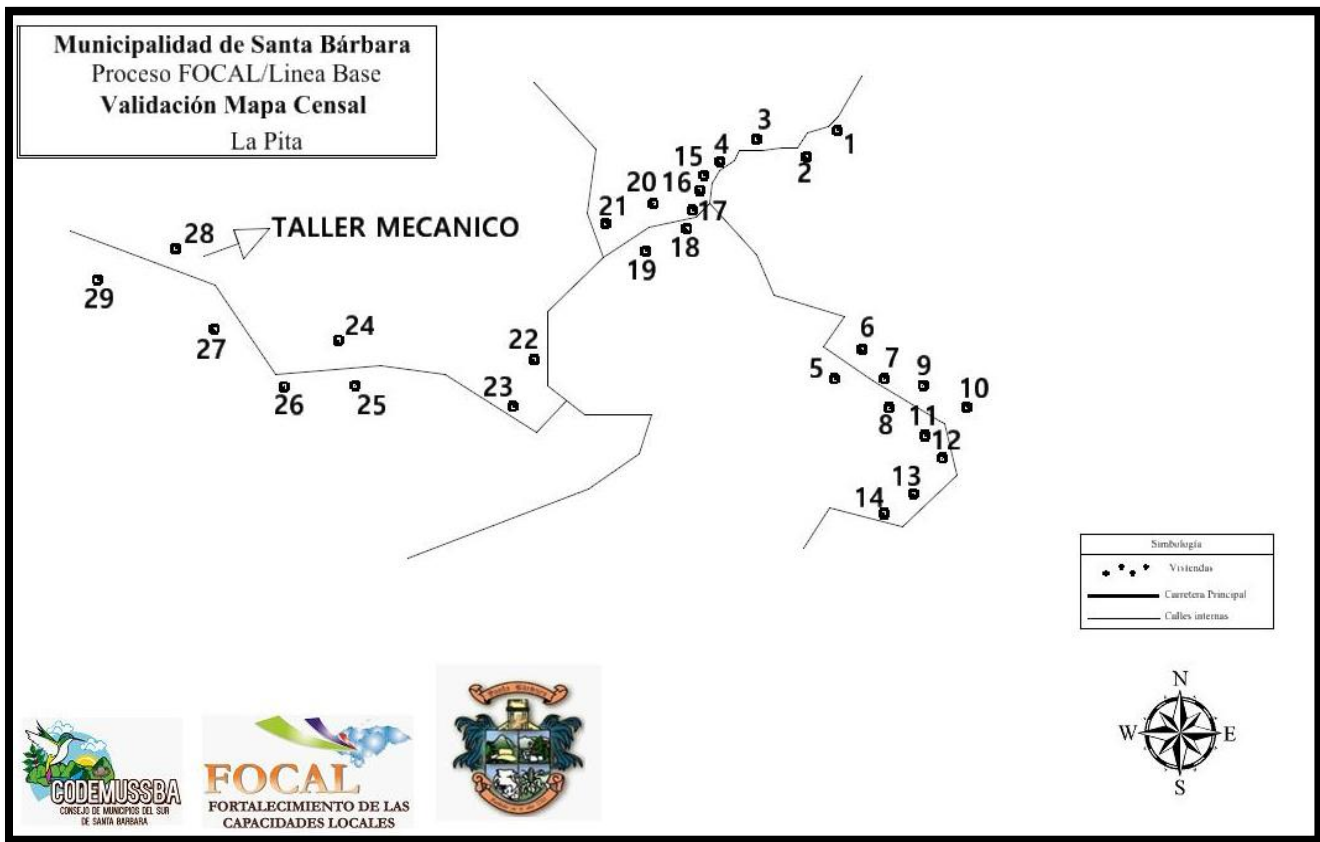 Municipalidad de Santa Bárbara
Proceso FOCAL/Linea Base
Validación Mapa Censal
La Pita
3
1
4
2
15
20
16
21
17
28
TALLER MECANICO
18
19
29
24
6
22
27
5
7
9
10
23
26
25
8
11
12
13
14
Simbología
Viviendas
Carretera Principal
Calles internas
N
W
E
S
Santa Bárbara
CODEMUSSBA
CONSEJO DE MUNICIPIOS DEL SUR
DE SANTA BARBARA
FOCAL
FORTALECIMIENTO DE LAS
CAPACIDADES LOCALES